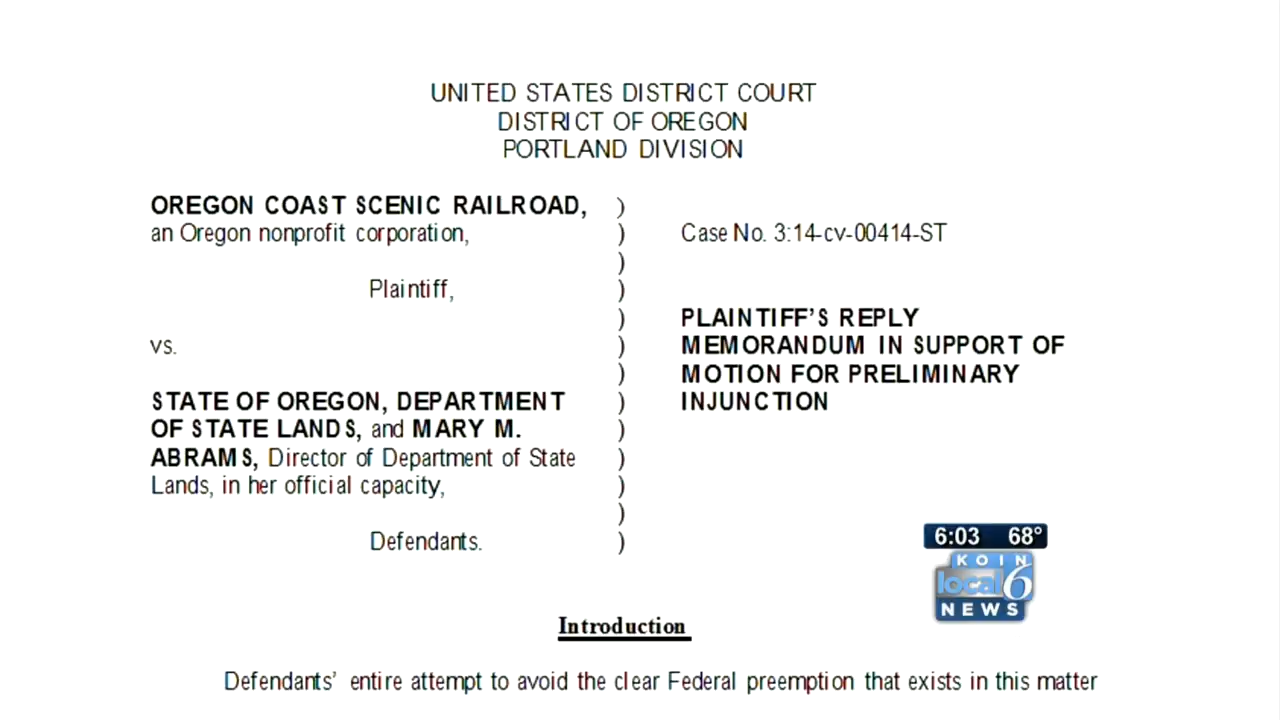 UNITED STATES DISTRICT COURT
DISTRICT OF OREGON
PORTLAND DIVISION
OREGON COAST SCENIC RAILROAD, )
an Oregon nonprofit corporation, ) Case No. 3:14-cv-00414-ST
)
Plaintiff, )
) PLAINTIFF'S REPLY
vs. ) MEMORANDUM IN SUPPORT OF
) MOTION FOR PRELIMINARY
STATE OF OREGON, DEPARTMENT ) INJUNCTION
OF STATE LANDS, and MARY M. )
ABRAMS, Director of Department of State )
Lands, in her official capacity, )
)
Defendants. )
6:03 68°
KOIN
local 6
NEWS
Introduction
Defendants' entire attempt to avoid the clear Federal preemption that exists in this matter